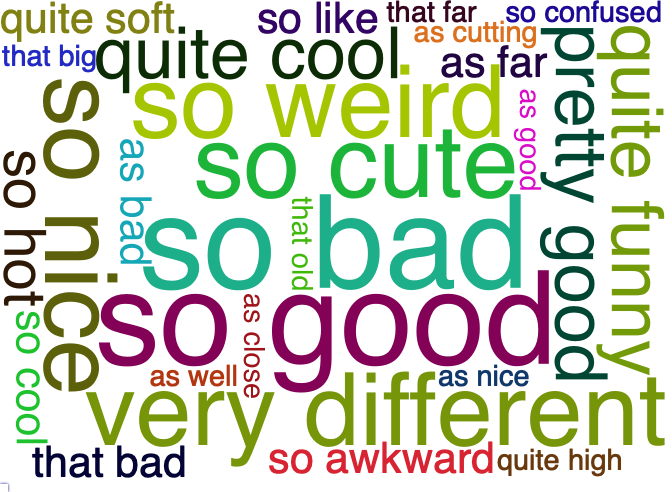 quite soft
so like
that far
so confused
that big
quite cool
as cutting
as far
pretty good
quite funny
so nice
so weird
as good
so hot
as bad
so cute
so bad
that old
so good
so cool
as close
as well
as nice
very different
that bad
so awkward
quite high